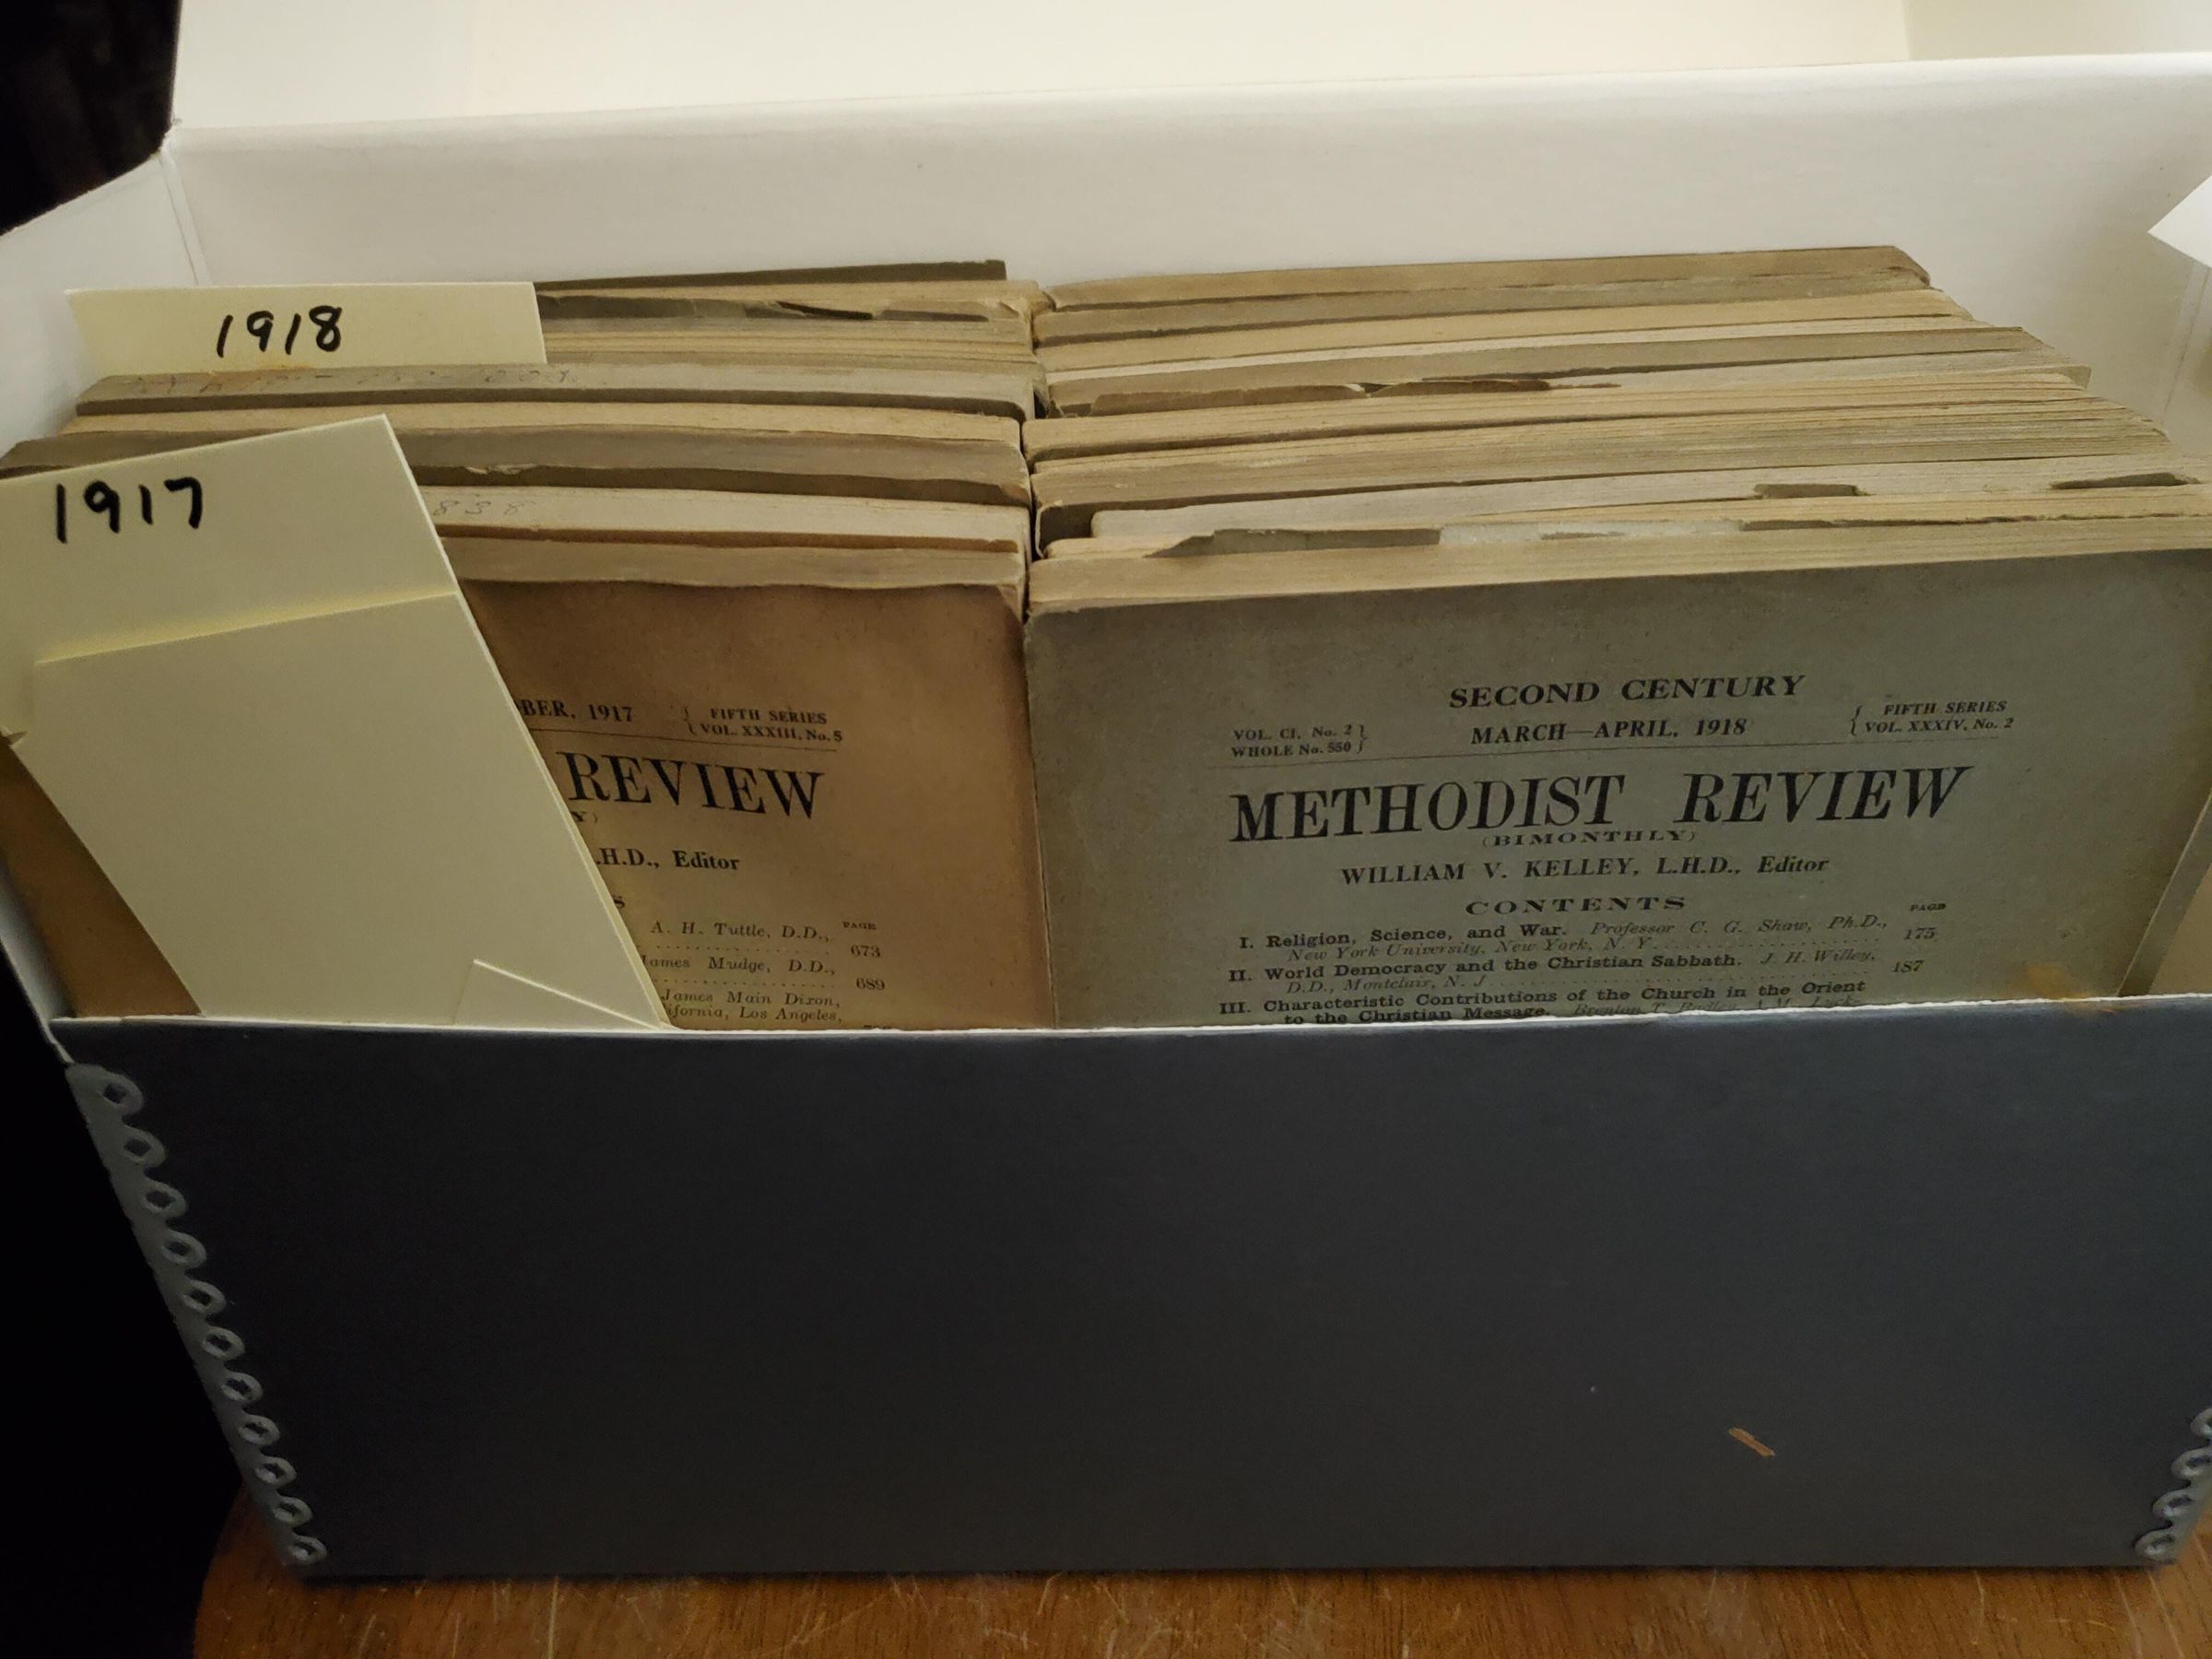 1918
1917
838
BER, 1917
FIFTH SERIES
VOL. XXXIII, No. 5
REVIEW
Y)
.H.D., Editor
S
A. H. Tuttle, D.D.,
PAGE
673
James Mudge, D.D.,
689
James Main Dixon,
ifornia, Los Angeles,
SECOND CENTURY
VOL. CI, No. 2
WHOLE No. 550
MARCH—APRIL, 1918
FIFTH SERIES
VOL. XXXIV, No. 2
METHODIST REVIEW
(BIMONTHLY)
WILLIAM V. KELLEY, L.H.D., Editor
CONTENTS
PAGE
I. Religion, Science, and War. Professor C. G. Shaw, Ph.D.,
New York University, New York, N. Y. 175
II. World Democracy and the Christian Sabbath. J. H. Willey,
D.D., Montclair, N. J. 187
III. Characteristic Contributions of the Church in the Orient
to the Christian Message.